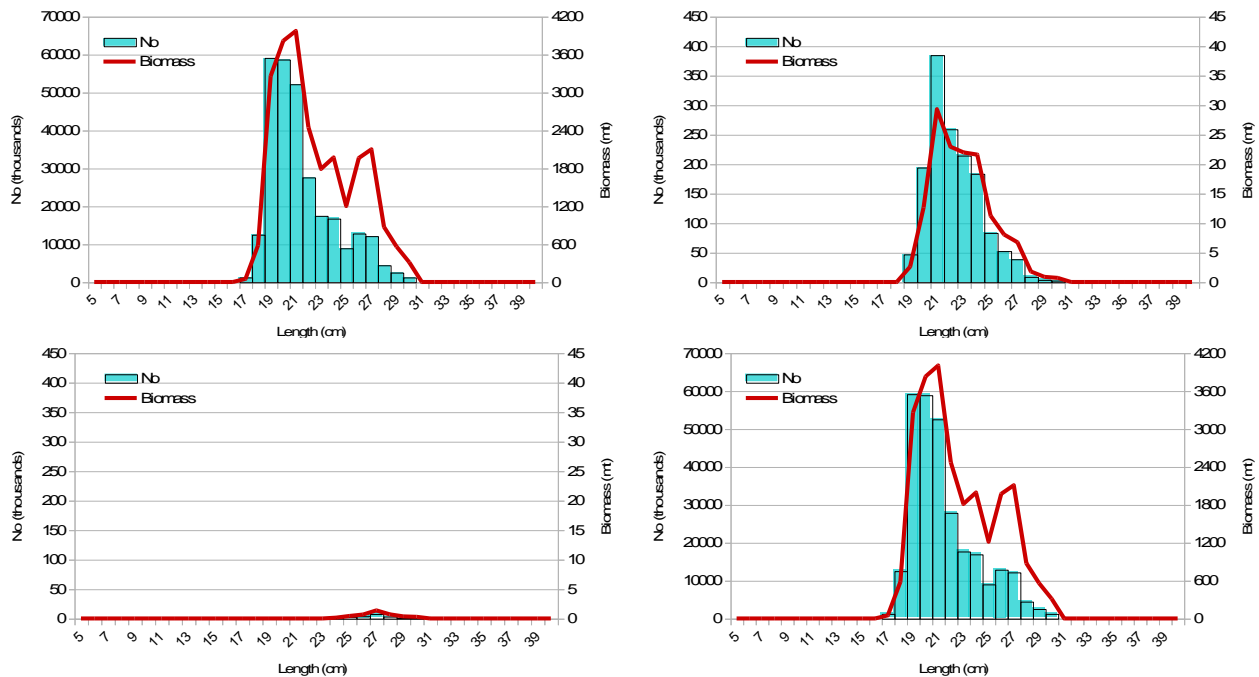 70000 4200
No
Biomass
60000 3600
50000 3000
40000 2400
30000 1800
20000 1200
10000 600
0 0
No (thousands)
Biomass (mt)
5 7 9 11 13 15 17 19 21 23 25 27 29 31 33 35 37 39
Length (cm)
450 45
No
Biomass
400 40
350 35
300 30
250 25
200 20
150 15
100 10
50 5
0 0
No (thousands)
Biomass (mt)
5 7 9 11 13 15 17 19 21 23 25 27 29 31 33 35 37 39
Length (cm)
450 45
No
Biomass
400 40
350 35
300 30
250 25
200 20
150 15
100 10
50 5
0 0
No (thousands)
Biomass (mt)
5 7 9 11 13 15 17 19 21 23 25 27 29 31 33 35 37 39
Length (cm)
70000 4200
No
Biomass
60000 3600
50000 3000
40000 2400
30000 1800
20000 1200
10000 600
0 0
No (thousands)
Biomass (mt)
5 7 9 11 13 15 17 19 21 23 25 27 29 31 33 35 37 39
Length (cm)